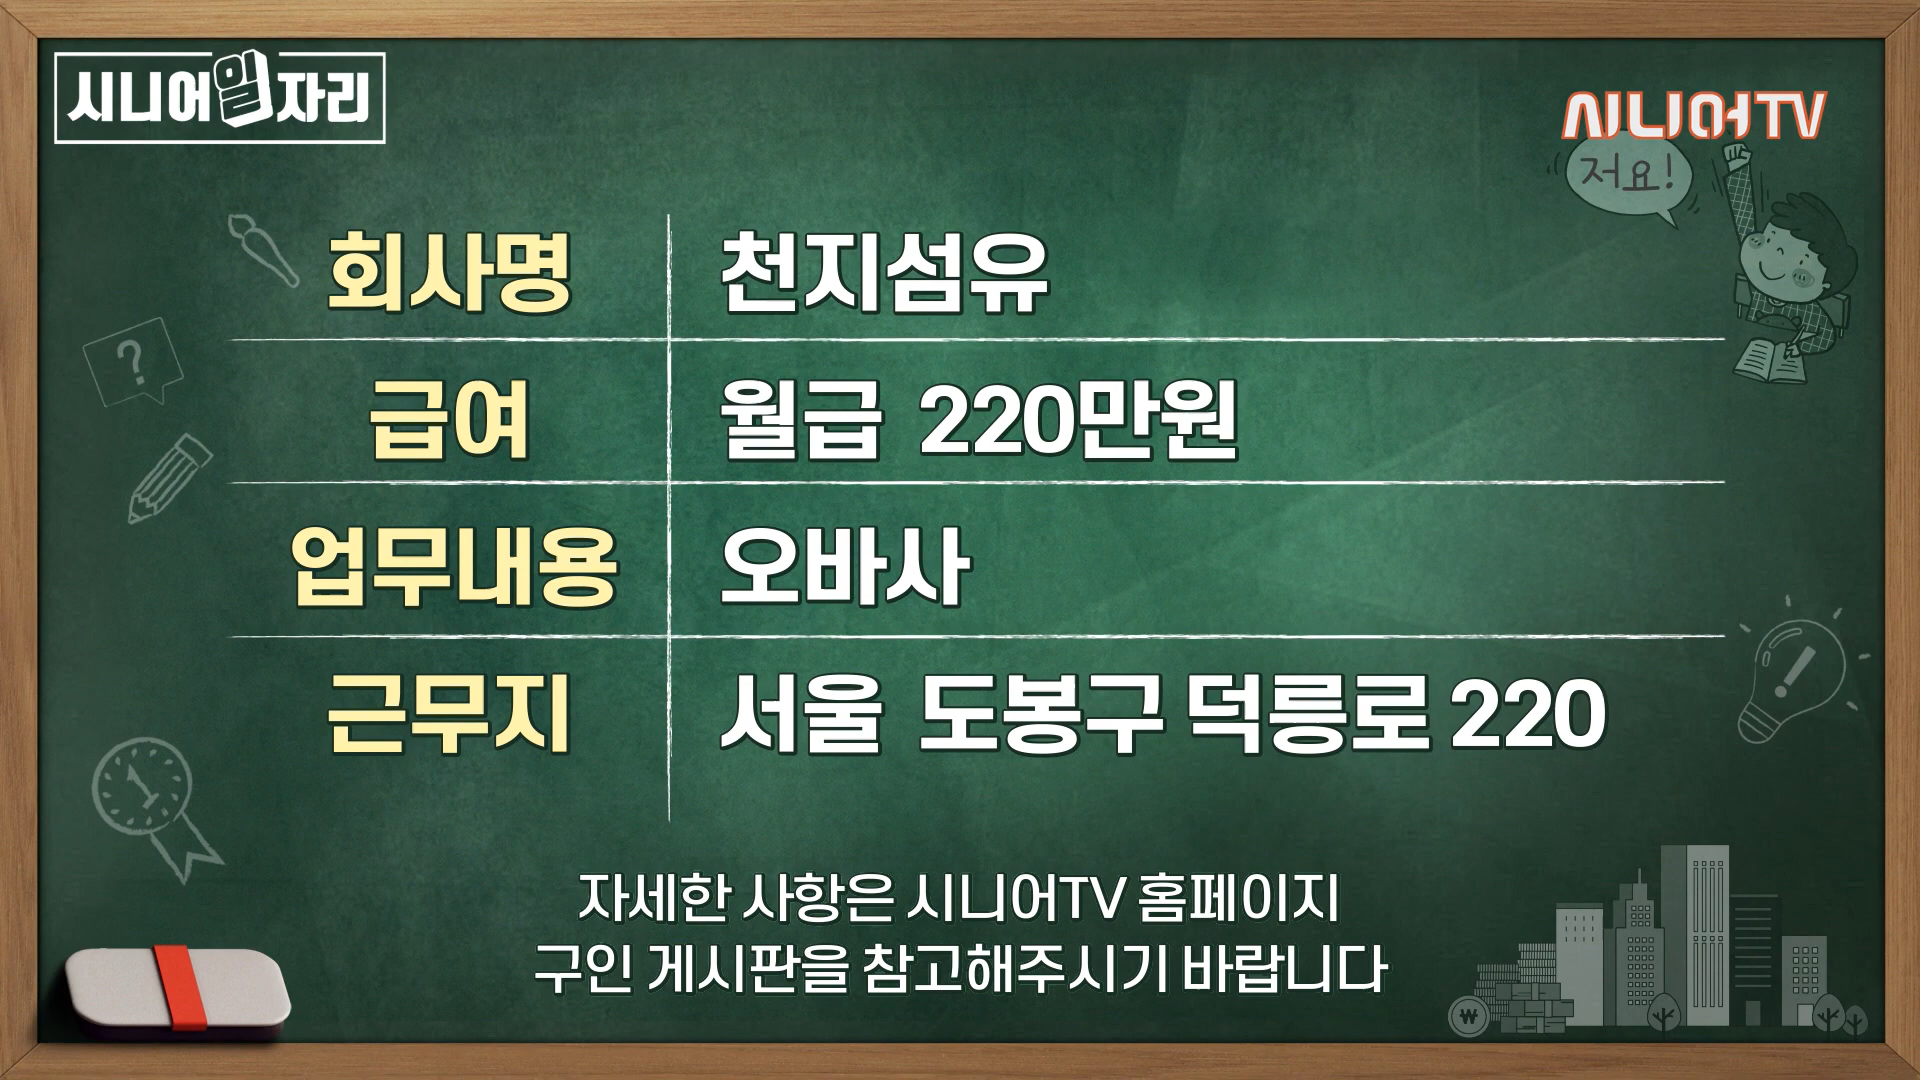 시니어일자리
시니어TV
저요!
회사명 천지섬유
급여 월급 220만원
업무내용 오바사
근무지 서울 도봉구 덕릉로 220
자세한 사항은 시니어TV 홈페이지
구인 게시판을 참고해주시기 바랍니다
?
1
!
₩